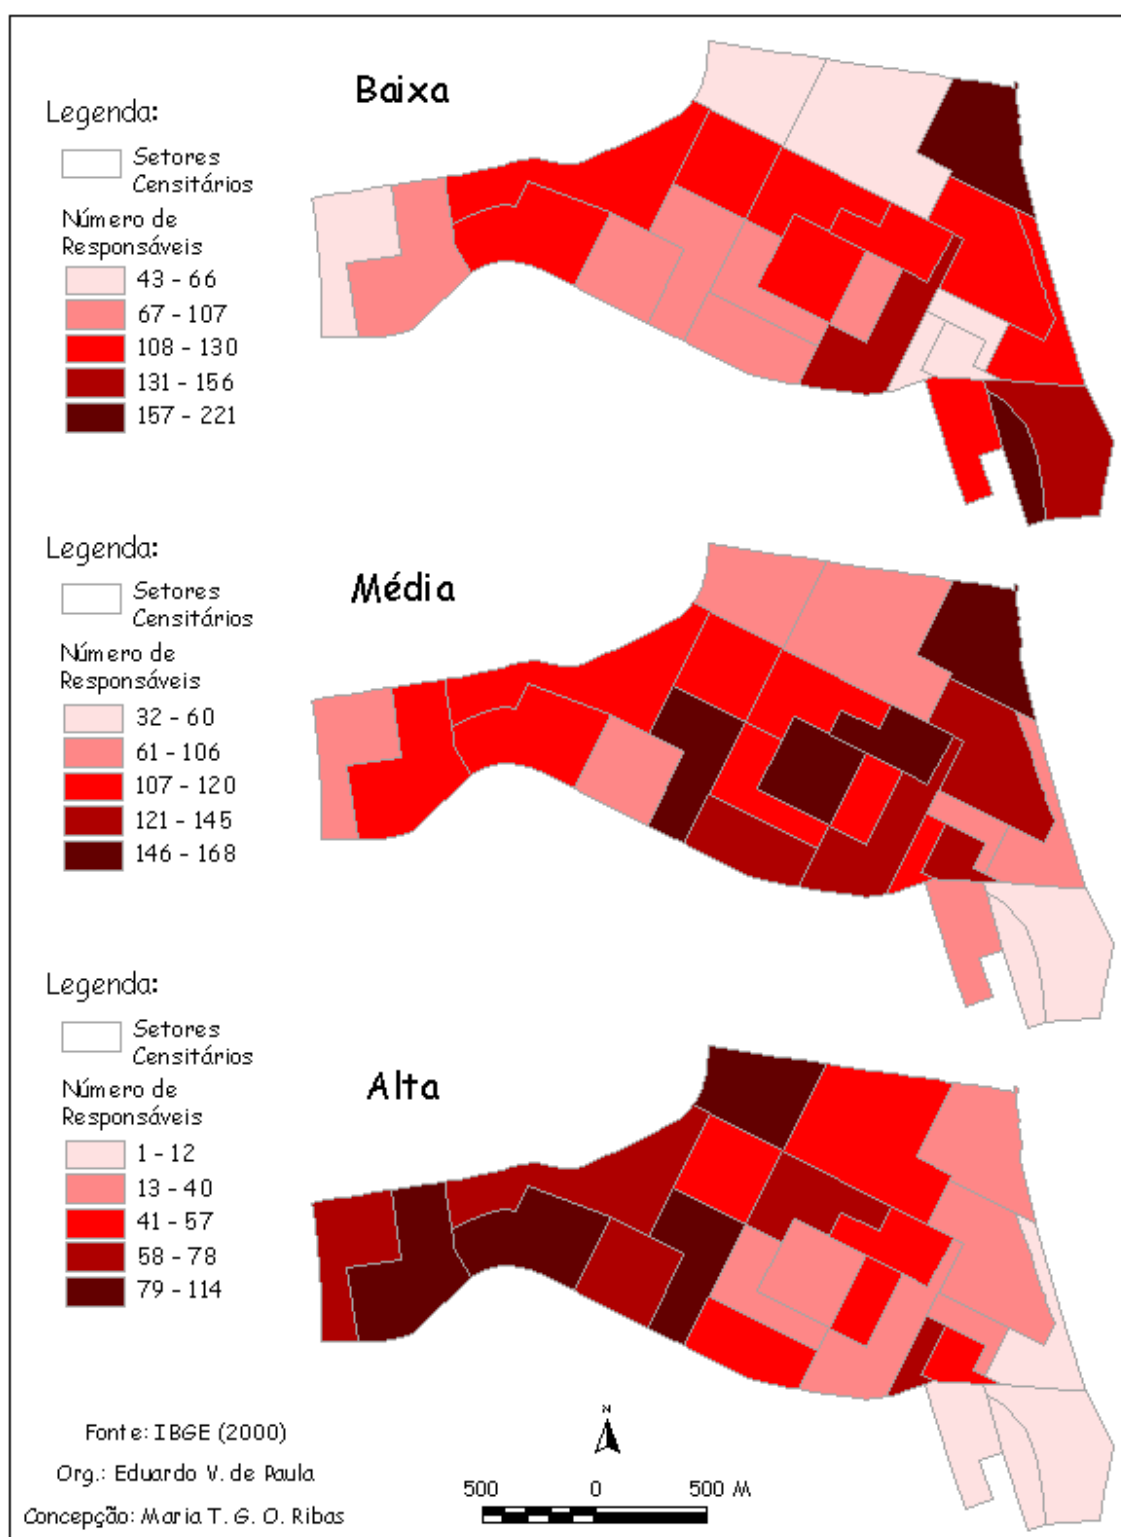 Baixa
Legenda:
Setores
Censitários
Número de
Responsáveis
43 - 66
67 - 107
108 - 130
131 - 156
157 - 221
Média
Legenda:
Setores
Censitários
Número de
Responsáveis
32 - 60
61 - 106
107 - 120
121 - 145
146 - 168
Alta
Legenda:
Setores
Censitários
Número de
Responsáveis
1 - 12
13 - 40
41 - 57
58 - 78
79 - 114
Fonte: IBGE (2000)
Org.: Eduardo V. de Paula
Concepção: Maria T. G. O. Ribas
N
500 0 500 M